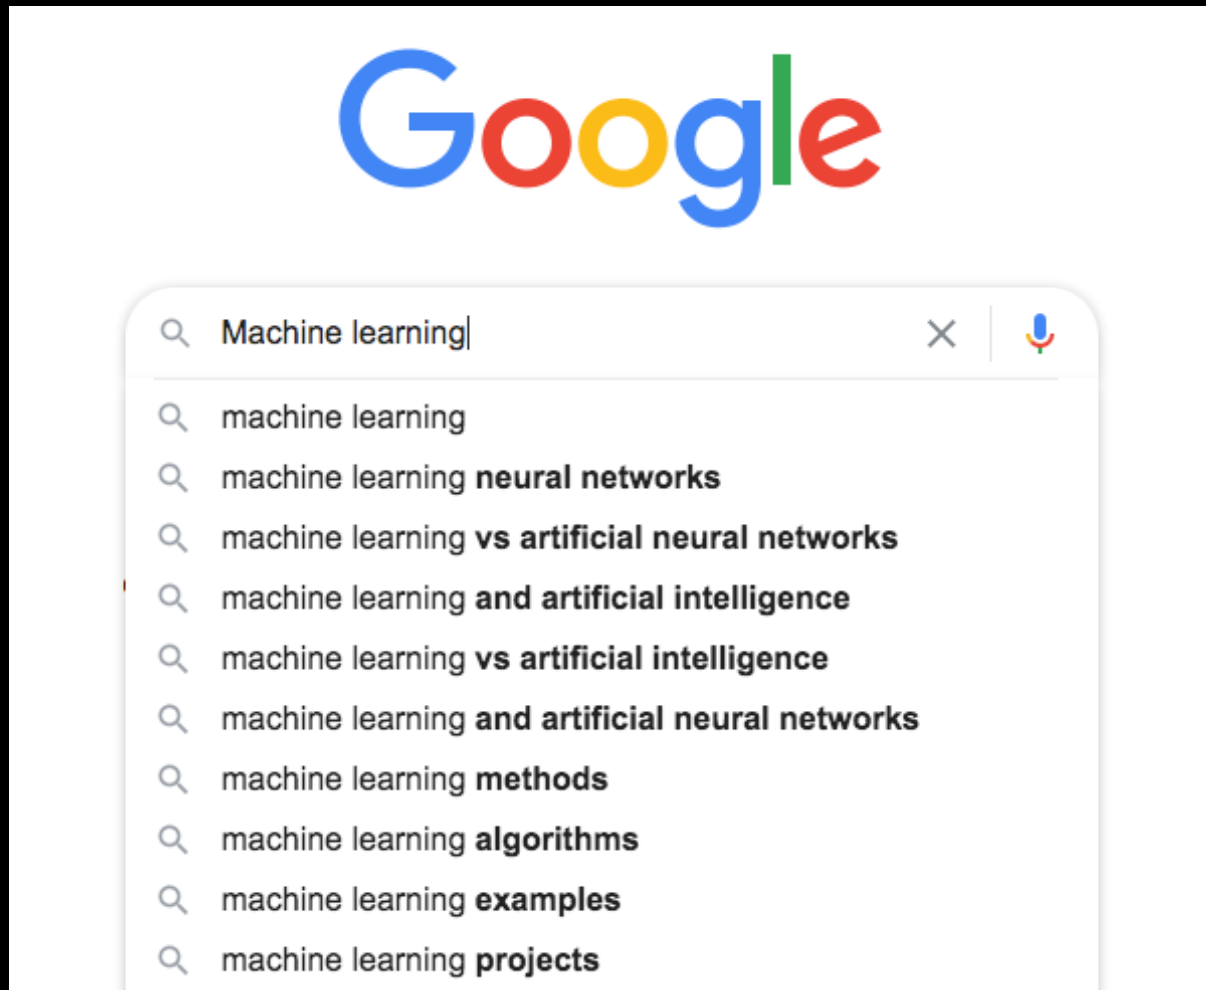 Google
Machine learning
machine learning
machine learning neural networks
machine learning vs artificial neural networks
machine learning and artificial intelligence
machine learning vs artificial intelligence
machine learning and artificial neural networks
machine learning methods
machine learning algorithms
machine learning examples
machine learning projects